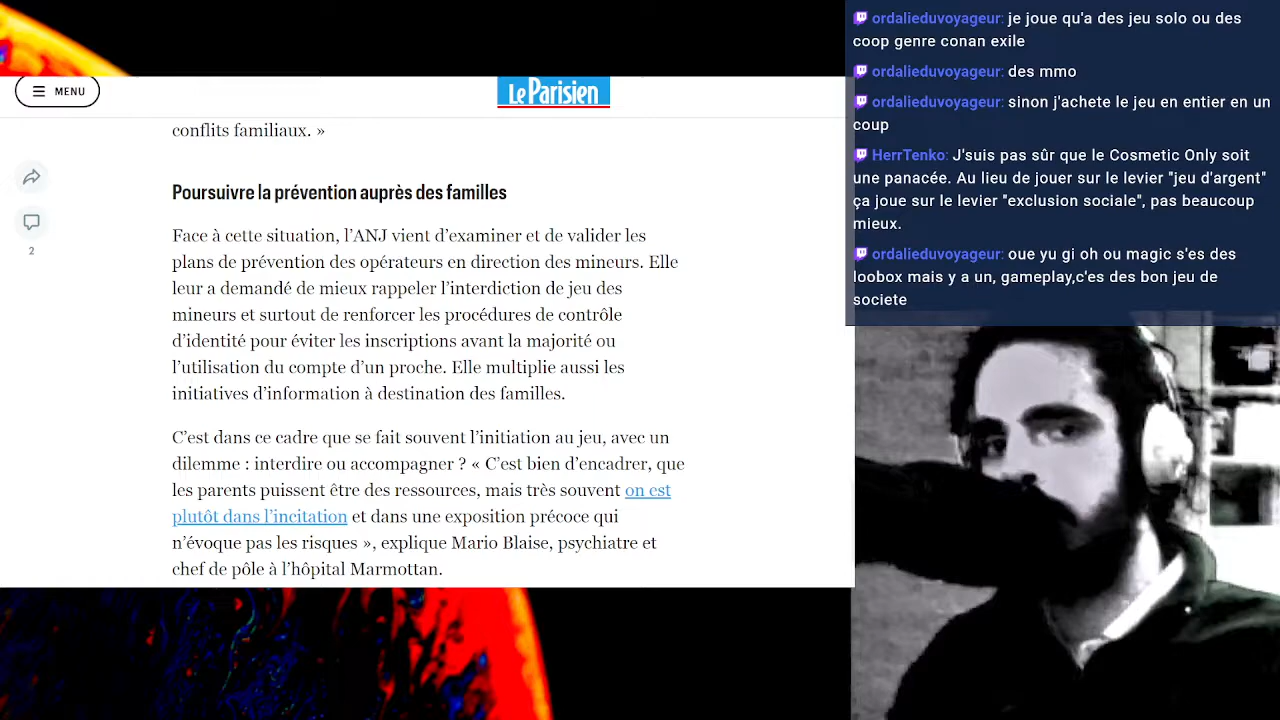 MENU
Le Parisien
conflits familiaux. »
2
Poursuivre la prévention auprès des familles
Face à cette situation, l’ANJ vient d’examiner et de valider les
plans de prévention des opérateurs en direction des mineurs. Elle
leur a demandé de mieux rappeler l’interdiction de jeu des
mineurs et surtout de renforcer les procédures de contrôle
d’identité pour éviter les inscriptions avant la majorité ou
l’utilisation du compte d’un proche. Elle multiplie aussi les
initiatives d’information à destination des familles.
C’est dans ce cadre que se fait souvent l’initiation au jeu, avec un
dilemme : interdire ou accompagner ? « C’est bien d’encadrer, que
les parents puissent être des ressources, mais très souvent on est
plutôt dans l’incitation et dans une exposition précoce qui
n’évoque pas les risques », explique Mario Blaise, psychiatre et
chef de pôle à l’hôpital Marmottan.
ordalieduvoyageur: je joue qu'a des jeu solo ou des
coop genre conan exile
ordalieduvoyageur: des mmo
ordalieduvoyageur: sinon j'achete le jeu en entier en un
coup
HerrTenko: J'suis pas sûr que le Cosmetic Only soit
une panacée. Au lieu de jouer sur le levier "jeu d'argent"
ça joue sur le levier "exclusion sociale", pas beaucoup
mieux.
ordalieduvoyageur: oue yu gi oh ou magic s'es des
loobox mais y a un, gameplay,c'es des bon jeu de
societe